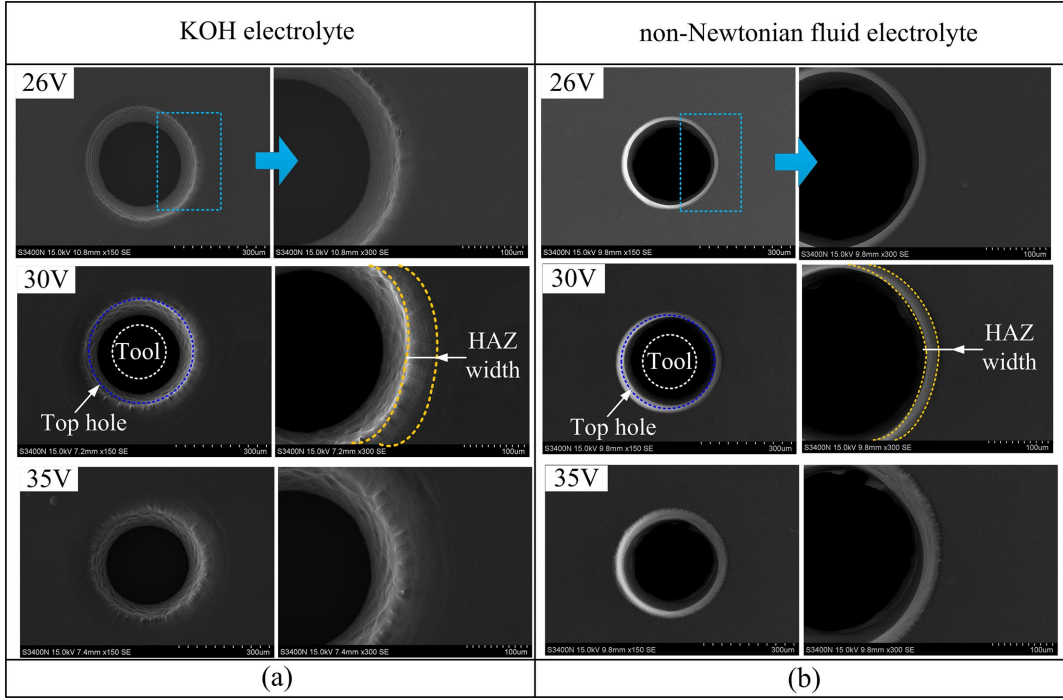 KOH electrolyte
non-Newtonian fluid electrolyte
26V
S3400N 15.0kV 10.8mm x150 SE
300um
S3400N 15.0kV 10.8mm x300 SE
100um
26V
S3400N 15.0kV 9.8mm x150 SE
300um
S3400N 15.0kV 9.8mm x300 SE
100um
30V
Tool
Top hole
S3400N 15.0kV 7.2mm x150 SE
300um
HAZ
width
S3400N 15.0kV 7.2mm x300 SE
100um
30V
Tool
Top hole
S3400N 15.0kV 9.8mm x150 SE
300um
HAZ
width
S3400N 15.0kV 9.8mm x300 SE
100um
35V
S3400N 15.0kV 7.4mm x150 SE
300um
S3400N 15.0kV 7.4mm x300 SE
100um
35V
S3400N 15.0kV 9.8mm x150 SE
300um
S3400N 15.0kV 9.8mm x300 SE
100um
(a)
(b)